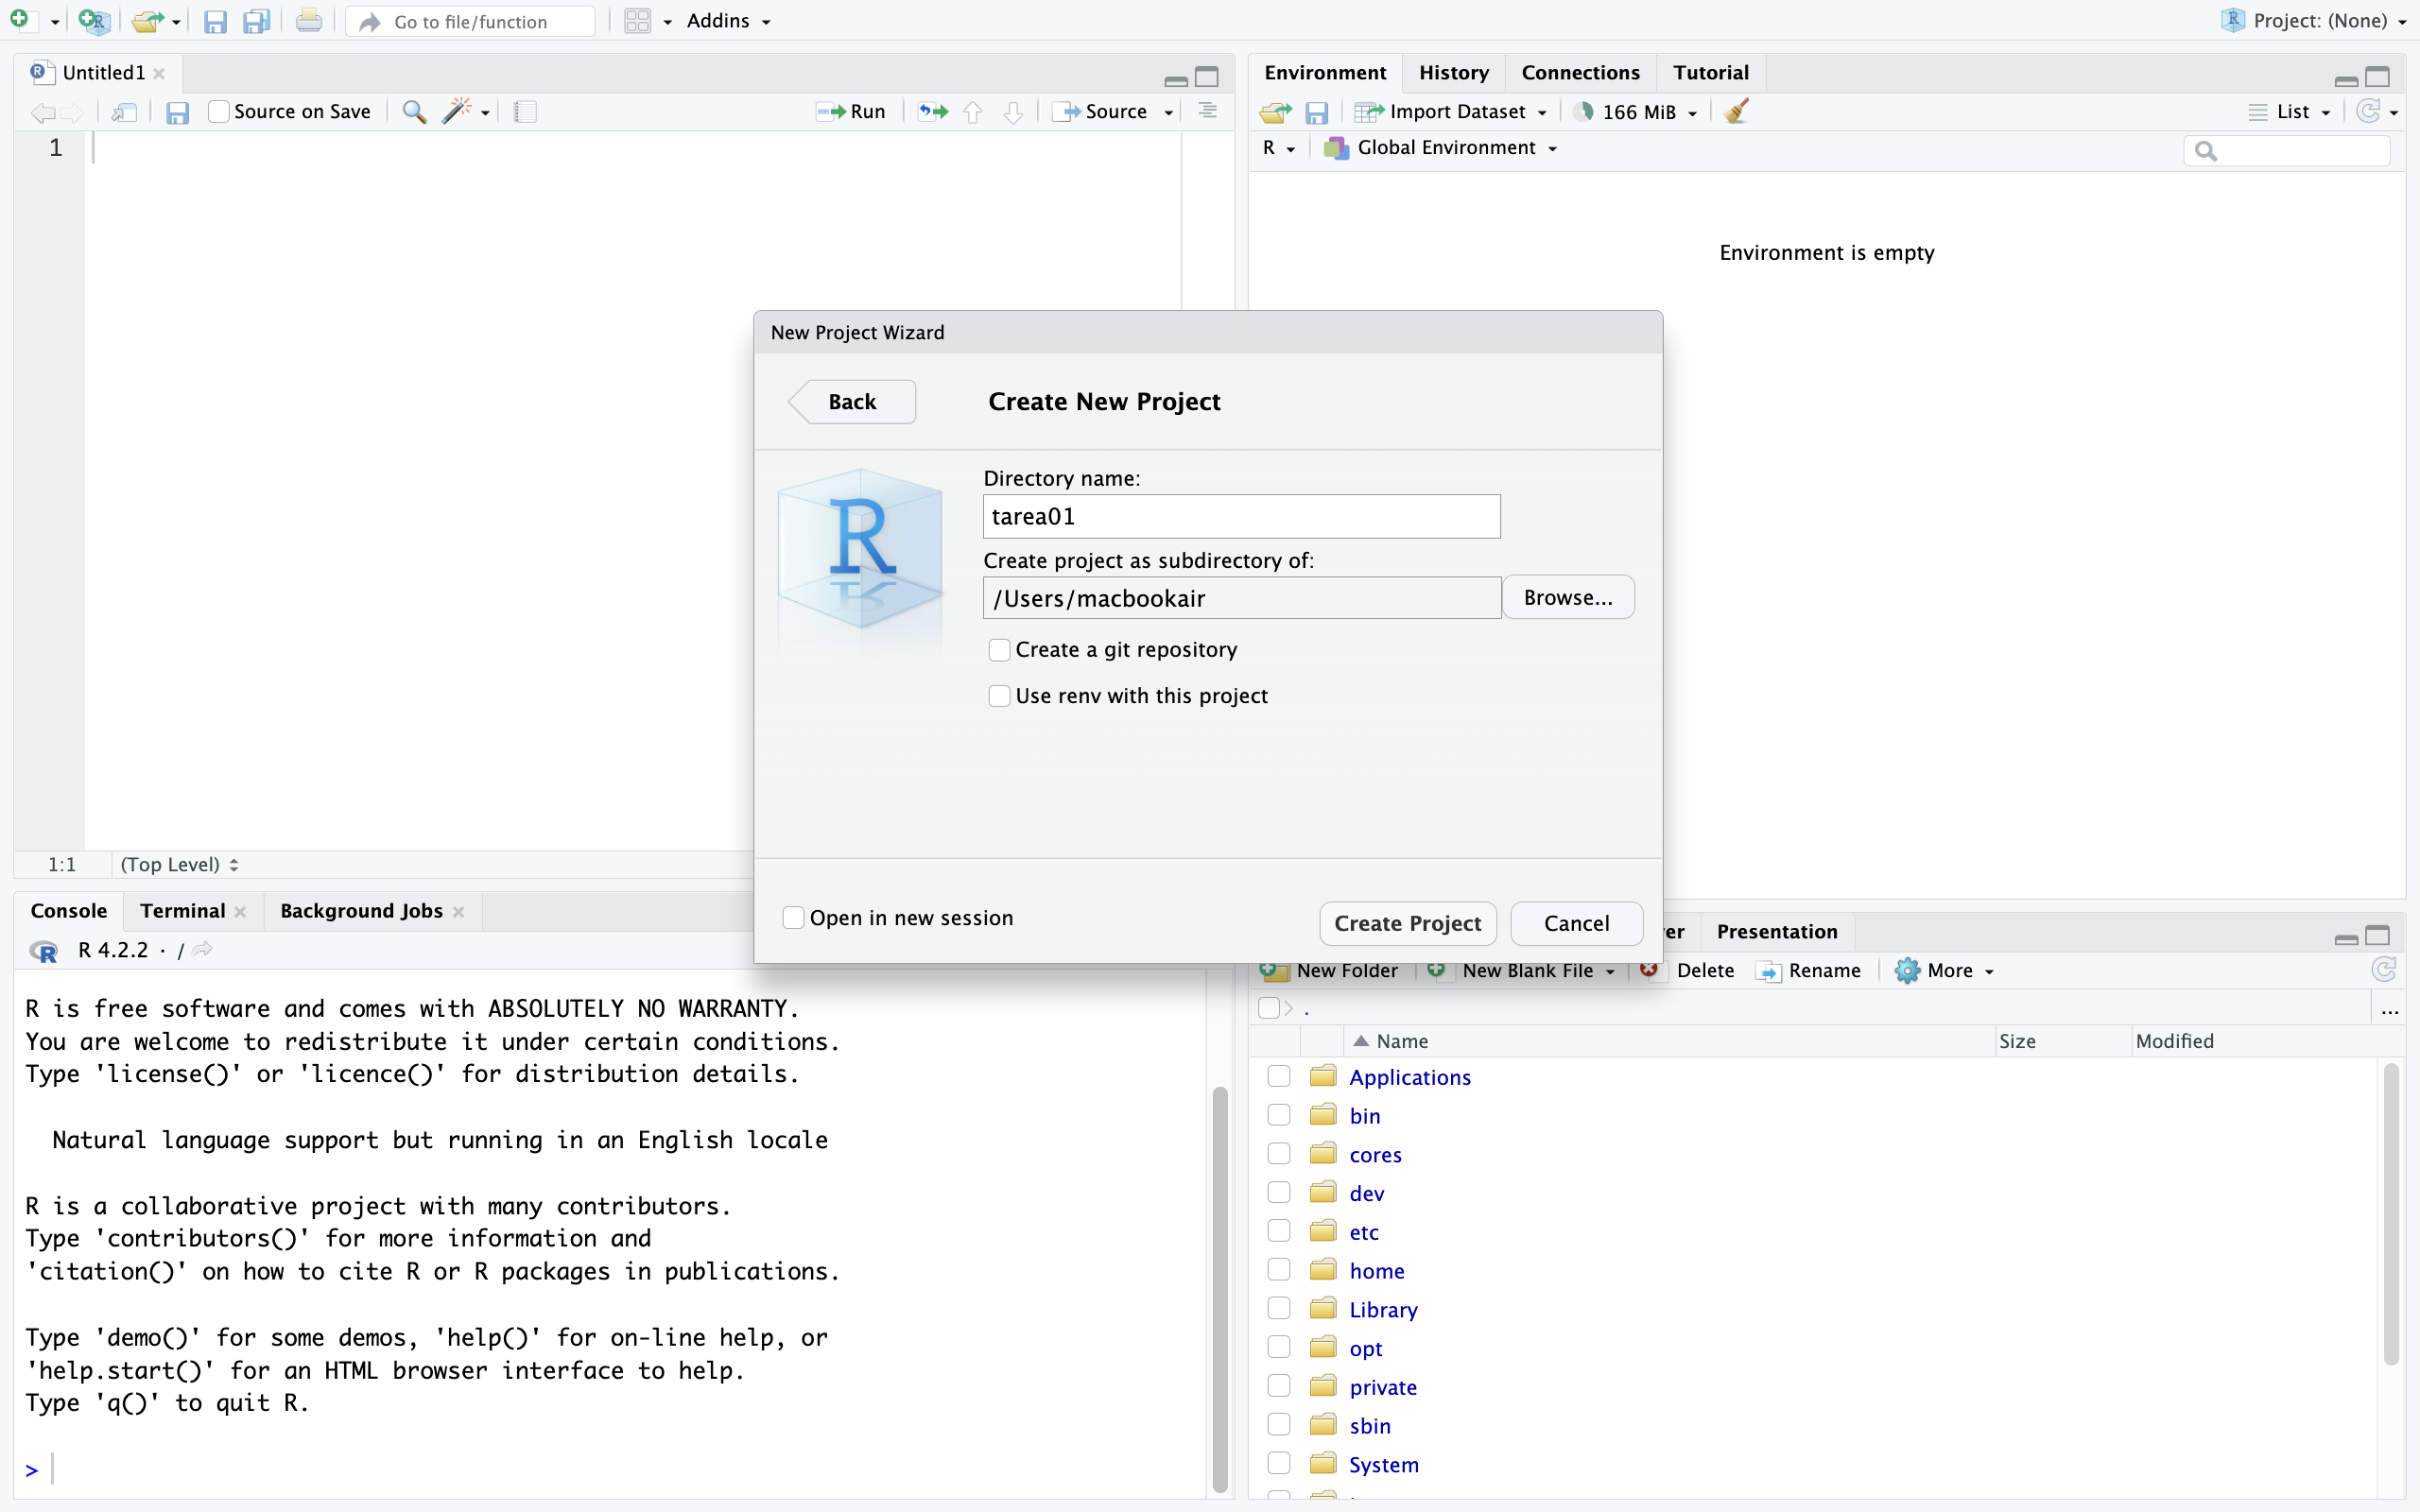 Go to file/function
Addins
Project: (None)
Untitled1
Source on Save
Run
Source
1
1:1
(Top Level)
Environment
History
Connections
Tutorial
Import Dataset
166 MiB
List
R
Global Environment
Environment is empty
New Project Wizard
Back
Create New Project
R
Directory name:
tarea01
Create project as subdirectory of:
/Users/macbookair
Browse...
Create a git repository
Use renv with this project
Open in new session
Create Project
Cancel
Console
Terminal
Background Jobs
R 4.2.2 · /
R is free software and comes with ABSOLUTELY NO WARRANTY.
You are welcome to redistribute it under certain conditions.
Type 'license()' or 'licence()' for distribution details.
Natural language support but running in an English locale
R is a collaborative project with many contributors.
Type 'contributors()' for more information and
'citation()' on how to cite R or R packages in publications.
Type 'demo()' for some demos, 'help()' for on-line help, or
'help.start()' for an HTML browser interface to help.
Type 'q()' to quit R.
>
Presentation
New Folder
New Blank File
Delete
Rename
More
.
...
Name
Size
Modified
Applications
bin
cores
dev
etc
home
Library
opt
private
sbin
System